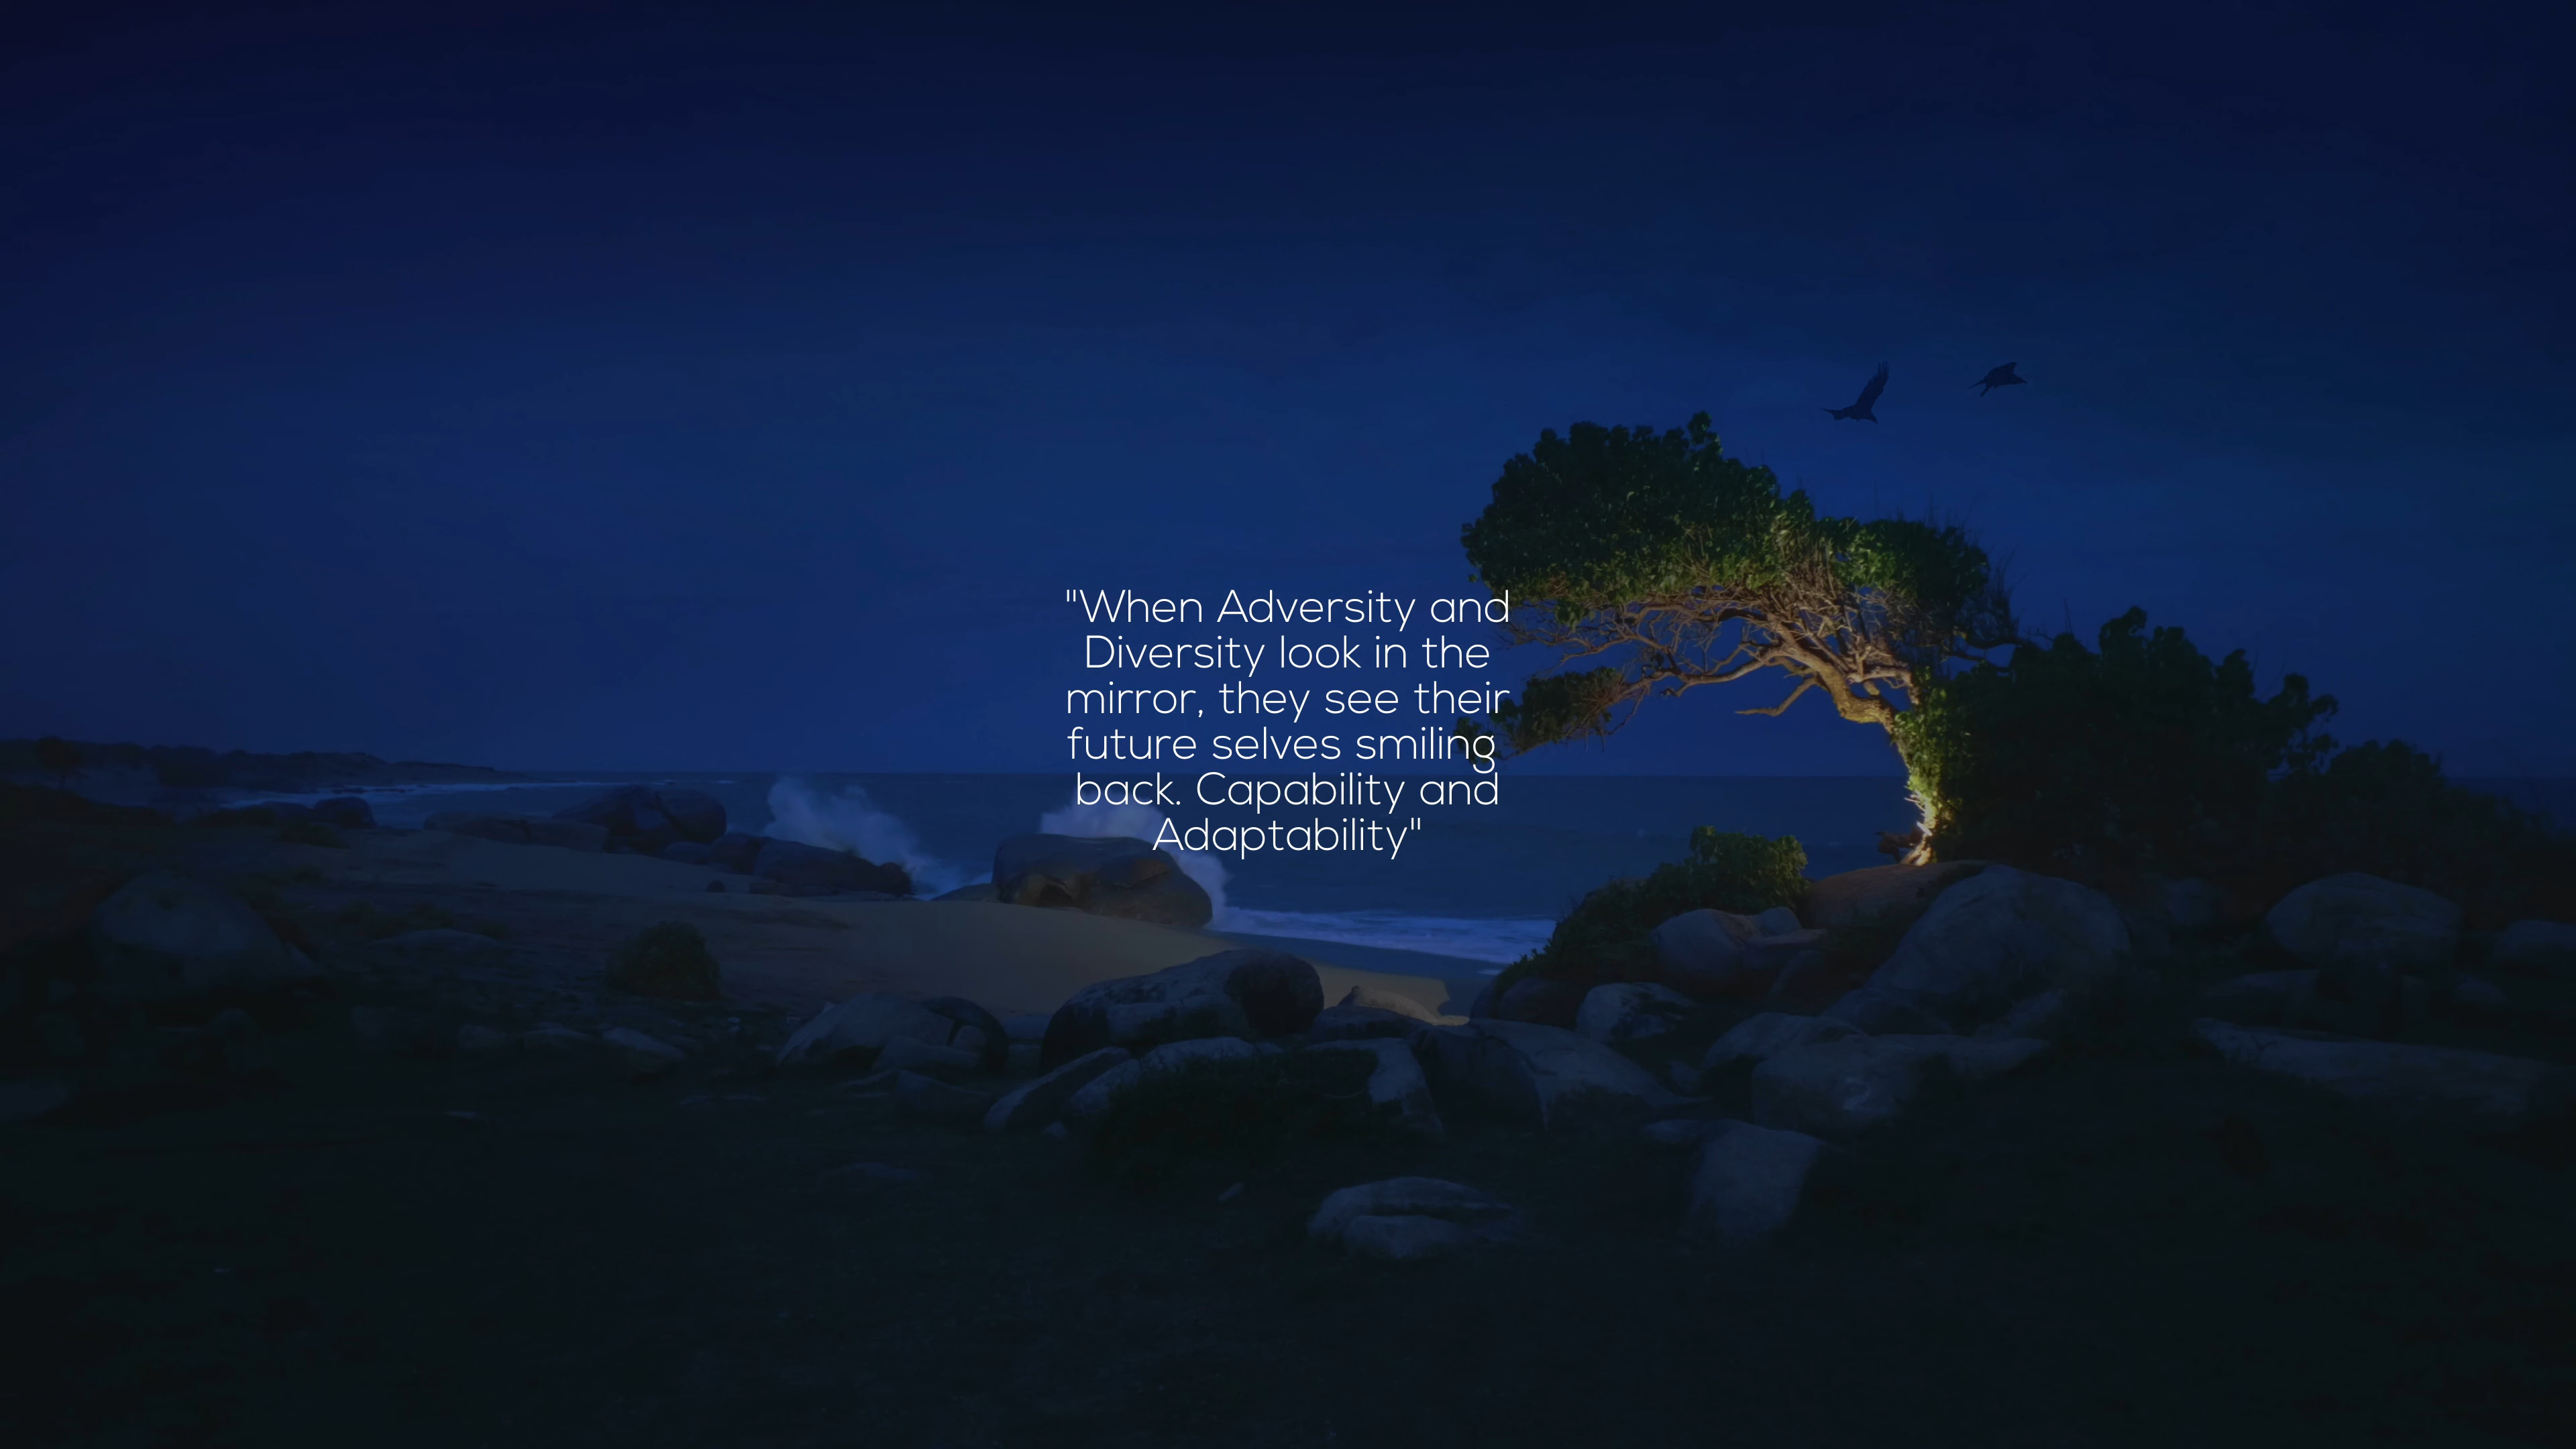 "When Adversity and
Diversity look in the
mirror, they see their
future selves smiling
back. Capability and
Adaptability"